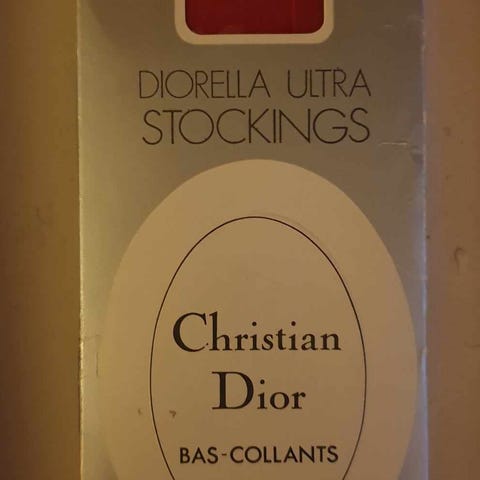 DIORELLA ULTRA
STOCKINGS
Christian
Dior
BAS-COLLANTS